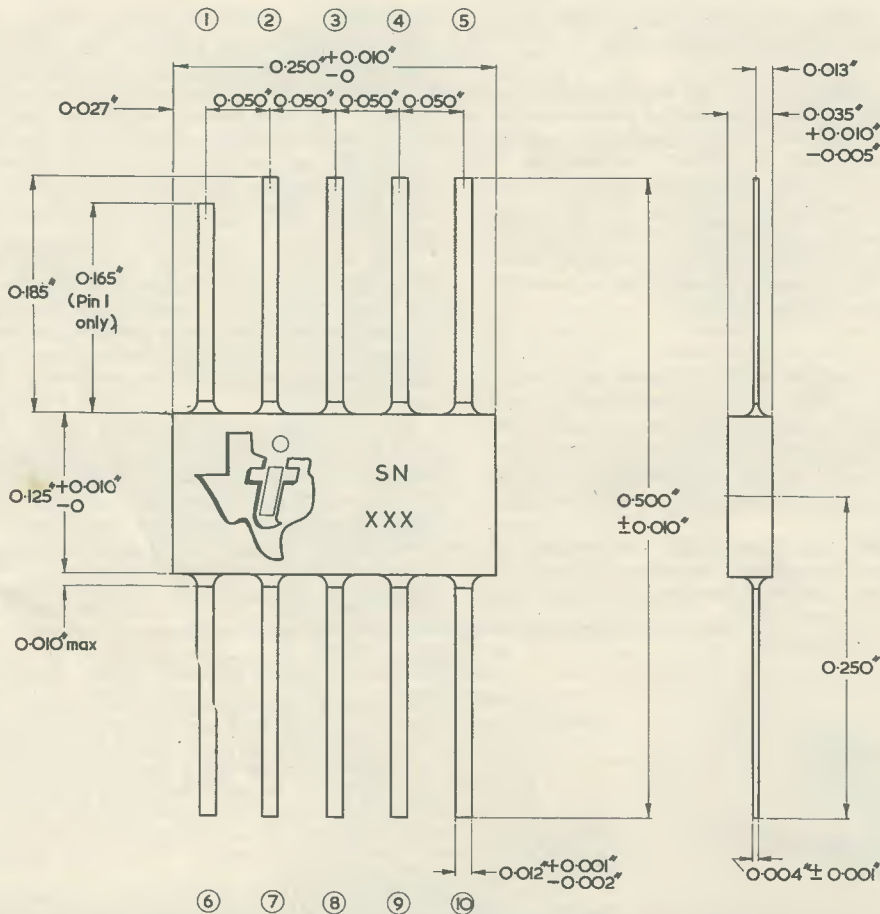 ① ② ③ ④ ⑤
0.250" +0.010" -0
0.013"
0.027"
0.050" 0.050" 0.050" 0.050"
0.035" +0.010" -0.005"
0.185"
0.165"
(Pin 1
only)
0.125" +0.010" -0
SN
XXX
0.500"
±0.010"
0.010" max
0.250"
0.012" +0.001" -0.002"
0.004" ± 0.001"
⑥ ⑦ ⑧ ⑨ ⑩